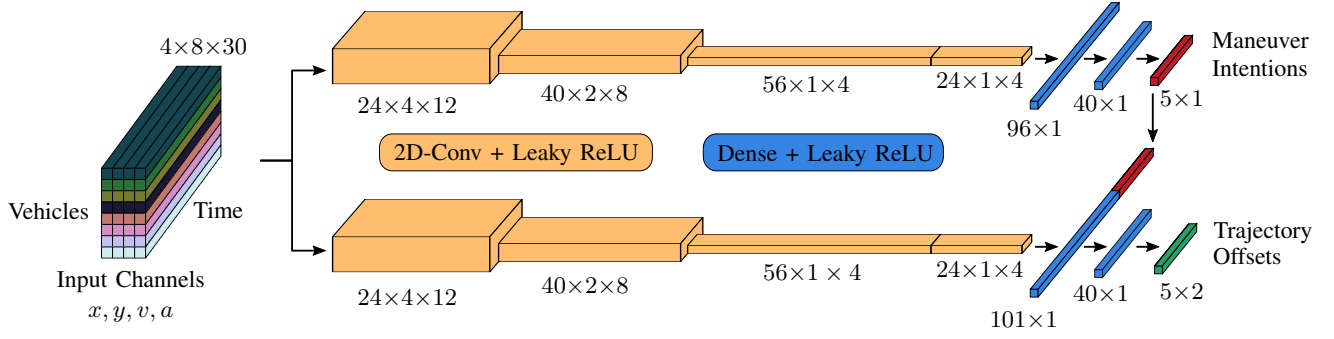 4×8×30
Vehicles
Time
Input Channels
x, y, v, a
24×4×12
40×2×8
56×1×4
24×1×4
96×1
40×1
5×1
Maneuver
Intentions
2D-Conv + Leaky ReLU
Dense + Leaky ReLU
24×4×12
40×2×8
56×1 × 4
24×1×4
101×1
40×1
5×2
Trajectory
Offsets